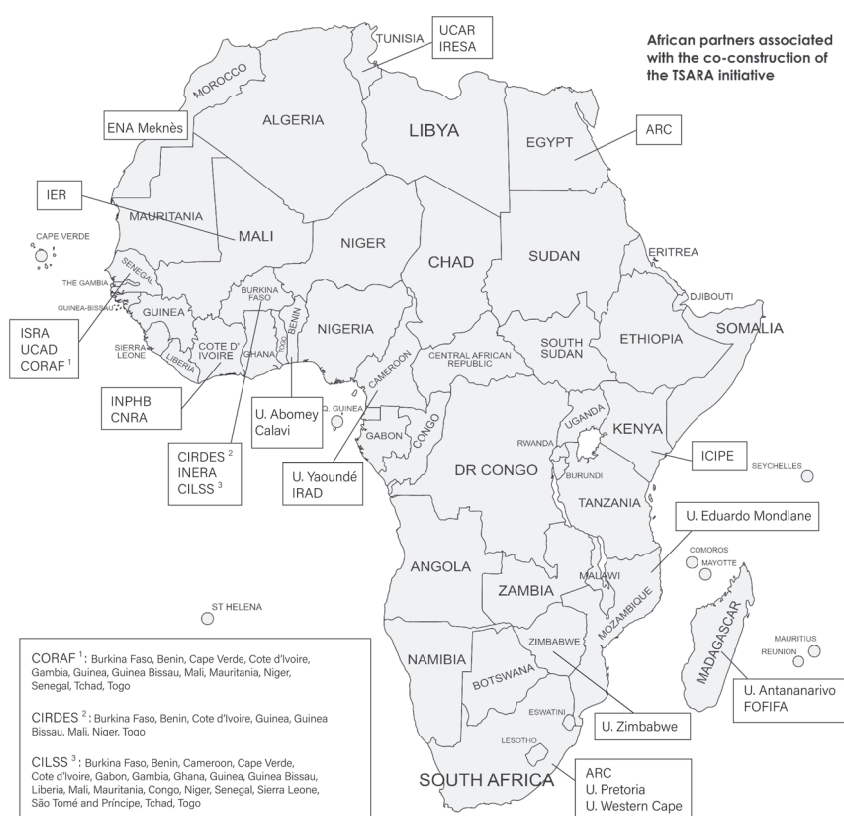 African partners associated
with the co-construction of
the TSARA initiative
UCAR
IRESA
TUNISIA
MOROCCO
ALGERIA
LIBYA
EGYPT
ARC
ENA Meknès
IER
MAURITANIA
MALI
NIGER
CHAD
SUDAN
ERITREA
CAPE VERDE
SENEGAL
THE GAMBIA
GUINEA-BISSAU
GUINEA
SIERRA
LEONE
LIBERIA
COTE D'
IVOIRE
BURKINA
FASO
GHANA
TOGO
BENIN
NIGERIA
CAMEROON
CENTRAL AFRICAN
REPUBLIC
SOUTH
SUDAN
ETHIOPIA
DJIBOUTI
SOMALIA
ISRA
UCAD
CORAF 1
INPHB
CNRA
CIRDES 2
INERA
CILSS 3
U. Abomey
Calavi
Q. GUINEA
U. Yaoundé
IRAD
GABON
CONGO
DR CONGO
UGANDA
RWANDA
BURUNDI
KENYA
ICIPE
SEYCHELLES
TANZANIA
U. Eduardo Mondlane
COMOROS
MAYOTTE
ANGOLA
ZAMBIA
MALAWI
MOZAMBIQUE
MADAGASCAR
MAURITIUS
REUNION
U. Antananarivo
FOFIFA
ST HELENA
NAMIBIA
BOTSWANA
ZIMBABWE
U. Zimbabwe
ESWATINI
LESOTHO
SOUTH AFRICA
ARC
U. Pretoria
U. Western Cape
CORAF 1 : Burkina Faso, Benin, Cape Verde, Cote d'Ivoire,
Gambia, Guinea, Guinea Bissau, Mali, Mauritania, Niger,
Senegal, Tchad, Togo
CIRDES 2 : Burkina Faso, Benin, Cote d'Ivoire, Guinea, Guinea
Bissau, Mali, Niger, Togo
CILSS 3 : Burkina Faso, Benin, Cameroon, Cape Verde,
Cote d'Ivoire, Gabon, Gambia, Ghana, Guinea, Guinea Bissau,
Liberia, Mali, Mauritania, Congo, Niger, Senegal, Sierra Leone,
São Tomé and Príncipe, Tchad, Togo